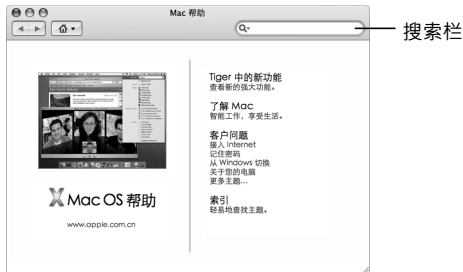 Mac 帮助
搜索栏
Tiger 中的新功能
查看新的强大功能。
了解 Mac
智能工作，享受生活。
客户问题
接入 Internet
记住密码
从 Windows 切换
关于您的电脑
更多主题...
索引
轻易地查找主题。
Mac OS 帮助
www.apple.com.cn